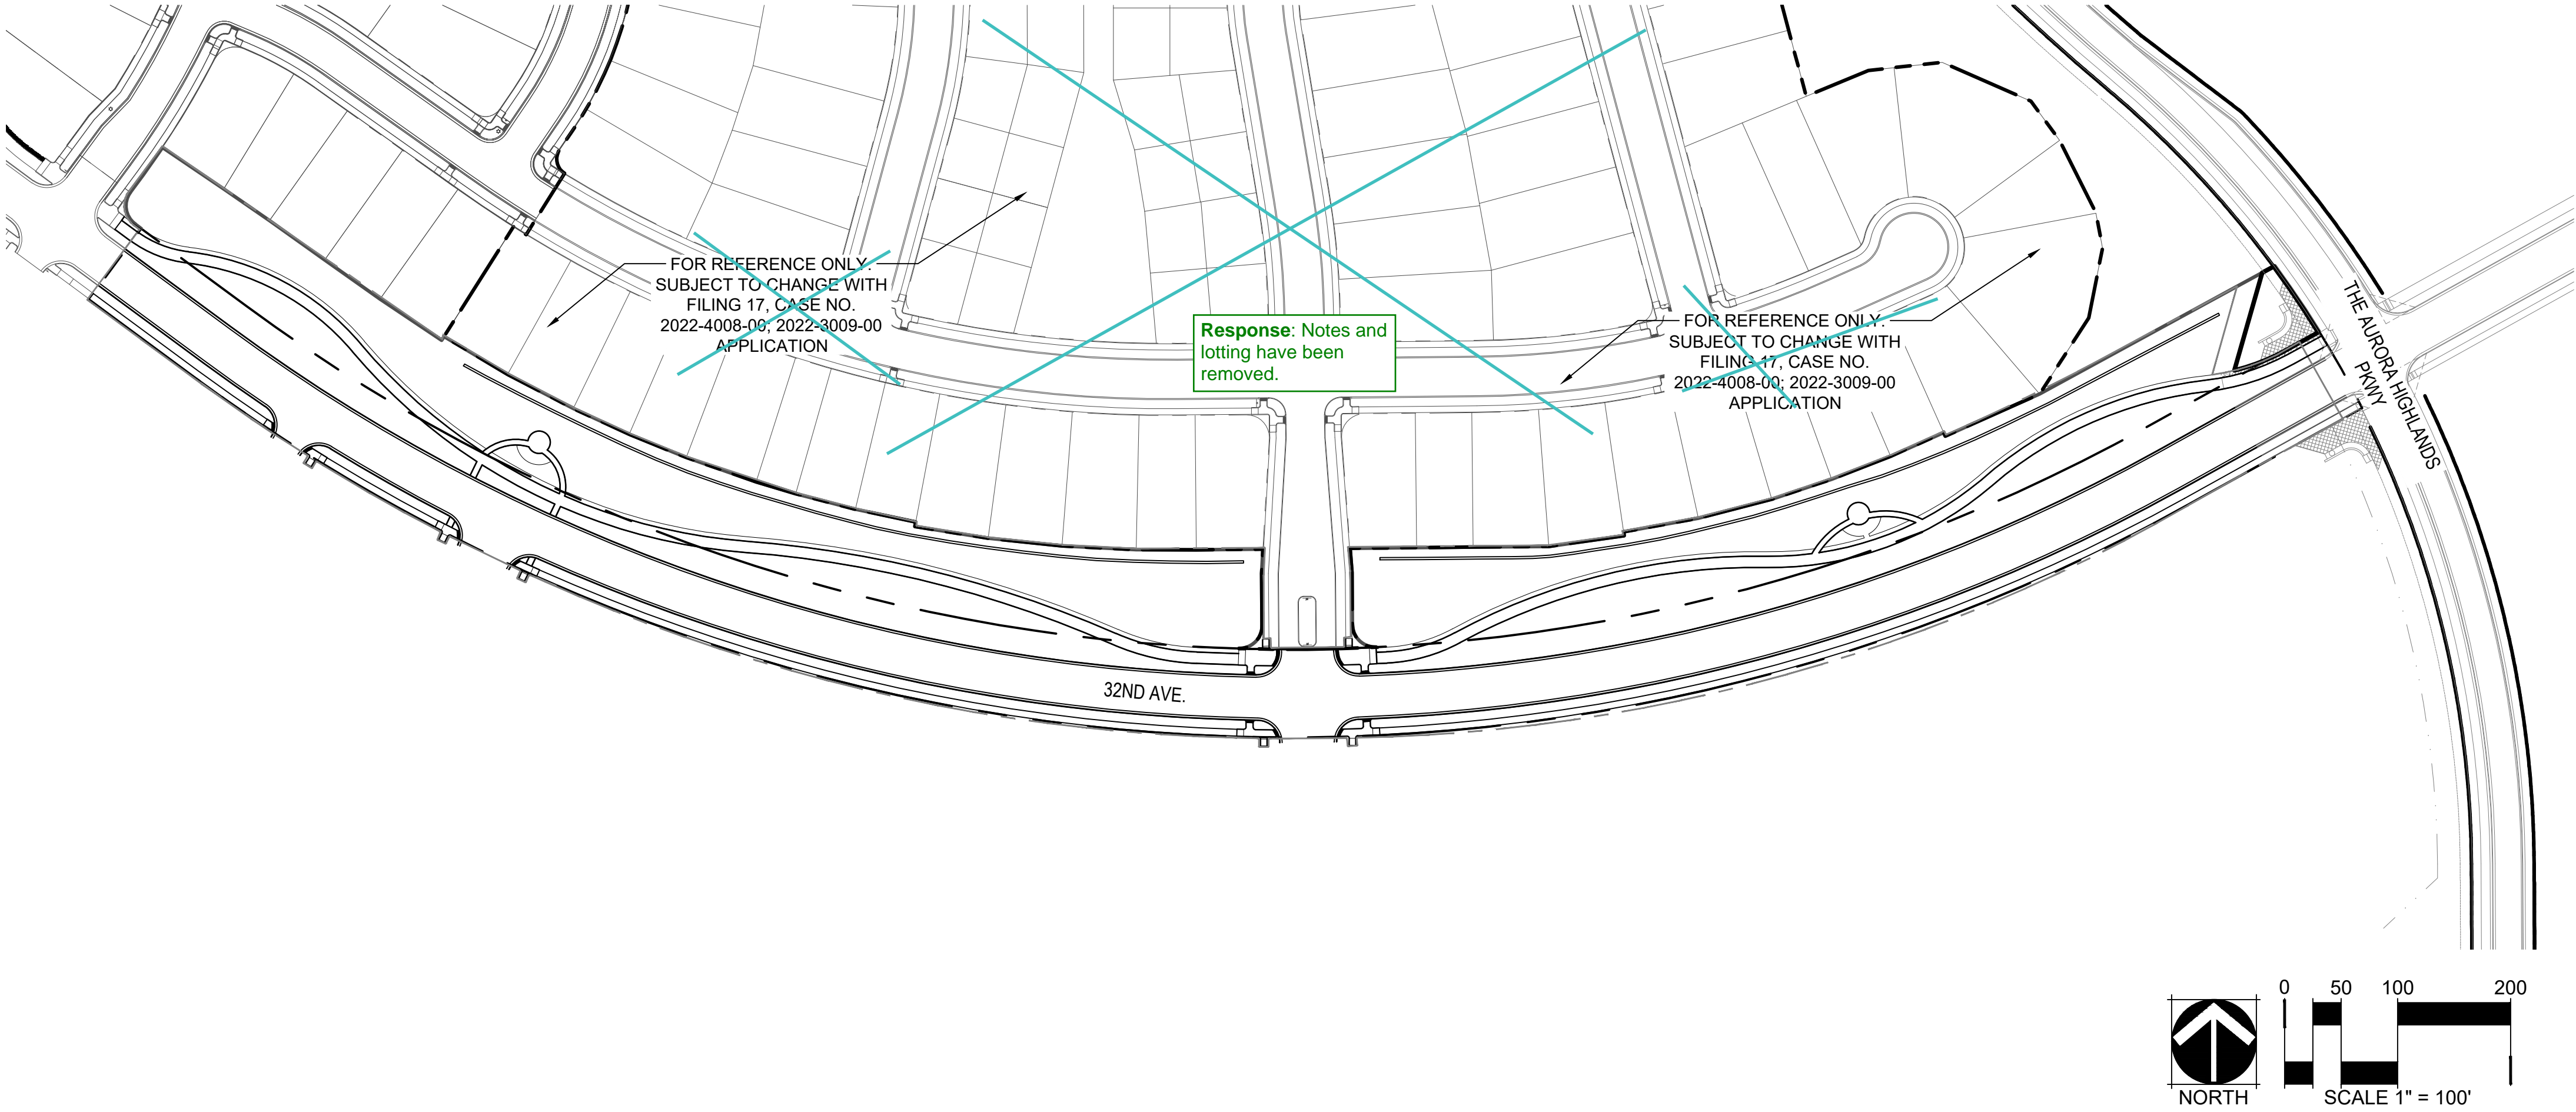 FOR REFERENCE ONLY.
SUBJECT TO CHANGE WITH
FILING 17, CASE NO.
2022-4008-00; 2022-3009-00
APPLICATION
Response: Notes and
lotting have been
removed.
FOR REFERENCE ONLY.
SUBJECT TO CHANGE WITH
FILING 17, CASE NO.
2022-4008-00; 2022-3009-00
APPLICATION
THE AURORA HIGHLANDS
PKWY
32ND AVE.
0 50 100 200
NORTH
SCALE 1" = 100'